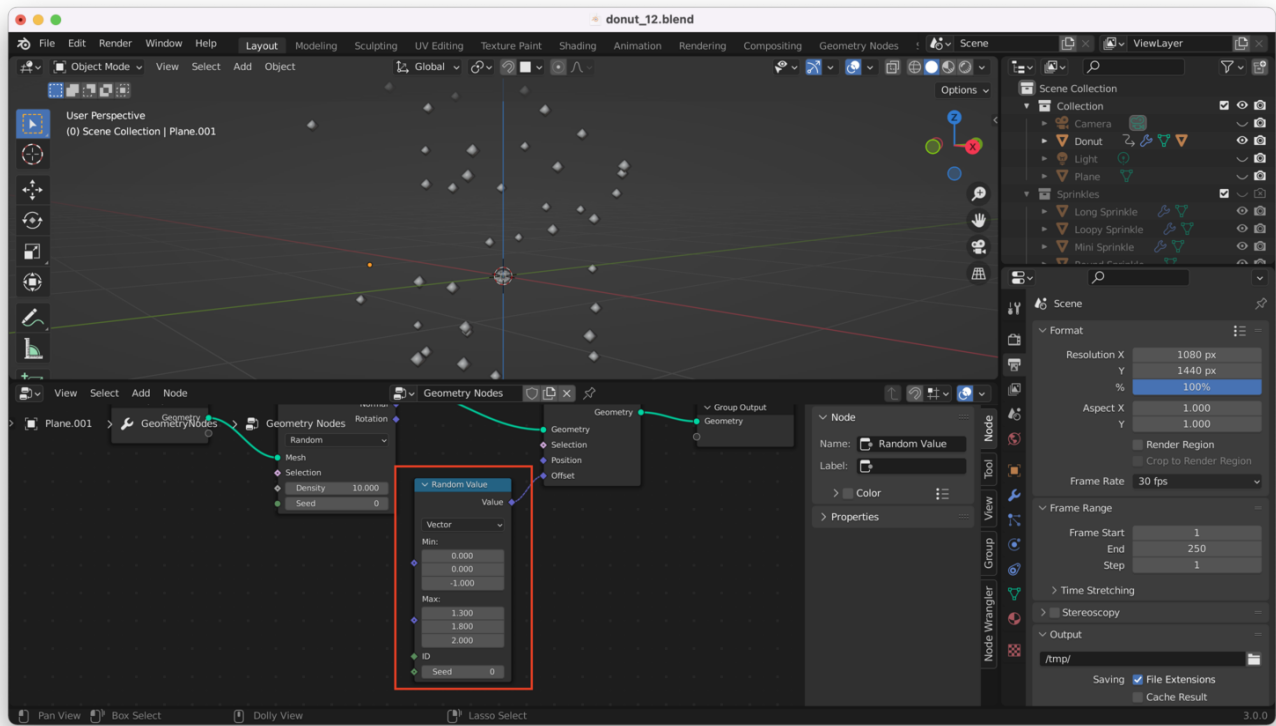 donut_12.blend
File Edit Render Window Help Layout Modeling Sculpting UV Editing Texture Paint Shading Animation Rendering Compositing Geometry Nodes Scene ViewLayer
Object Mode View Select Add Object Global
Options
User Perspective
(0) Scene Collection | Plane.001
Z
X
Scene Collection
Collection
Camera
Donut
Light
Plane
Sprinkles
Long Sprinkle
Loopy Sprinkle
Mini Sprinkle
Round Sprinkle
Scene
Format
Resolution X 1080 px
Y 1440 px
% 100%
Aspect X 1.000
Y 1.000
Render Region
Crop to Render Region
Frame Rate 30 fps
Frame Range
Frame Start 1
End 250
Step 1
Time Stretching
Stereoscopy
Output
/tmp/
Saving File Extensions
Cache Result
View Select Add Node Geometry Nodes
Plane.001 GeometryNodes Geometry Nodes
Geometry
Normal
Rotation
Random
Mesh
Selection
Density 10.000
Seed 0
Random Value
Value
Vector
Min:
0.000
0.000
-1.000
Max:
1.300
1.800
2.000
ID
Seed 0
Geometry
Geometry
Selection
Position
Offset
Group Output
Geometry
Node
Name: Random Value
Label:
Color
Properties
Node
Tool
View
Group
Node Wrangler
Pan View Box Select Dolly View Lasso Select 3.0.0